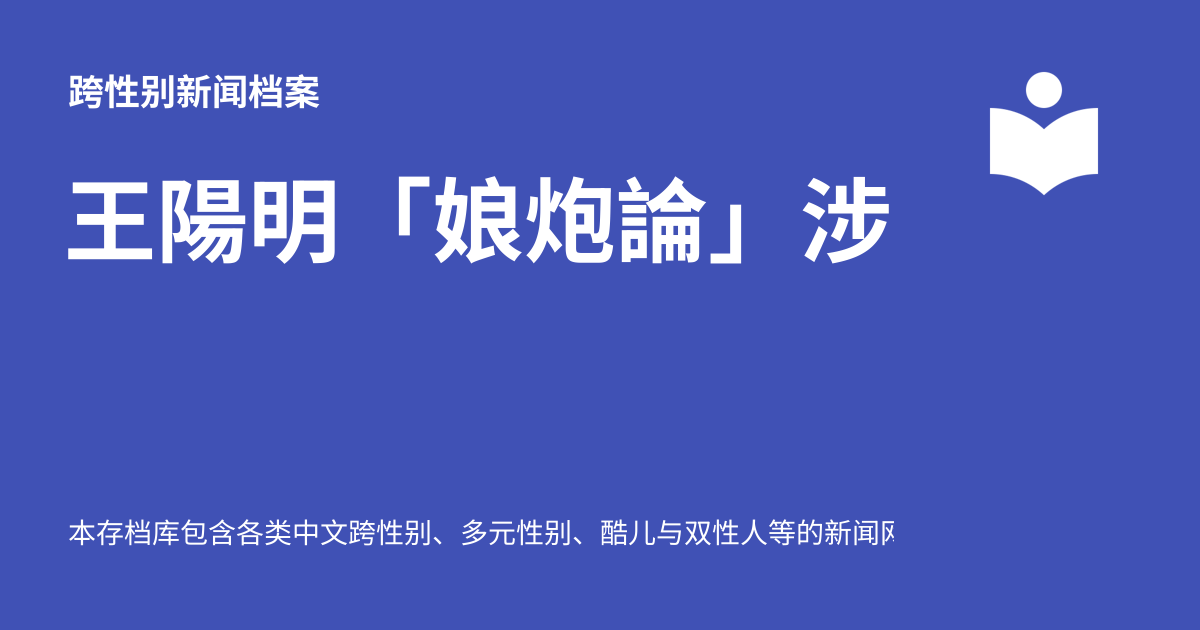 跨性别新闻档案
王陽明「娘炮論」涉
本存档库包含各类中文跨性别、多元性别、酷儿与双性人等的新闻